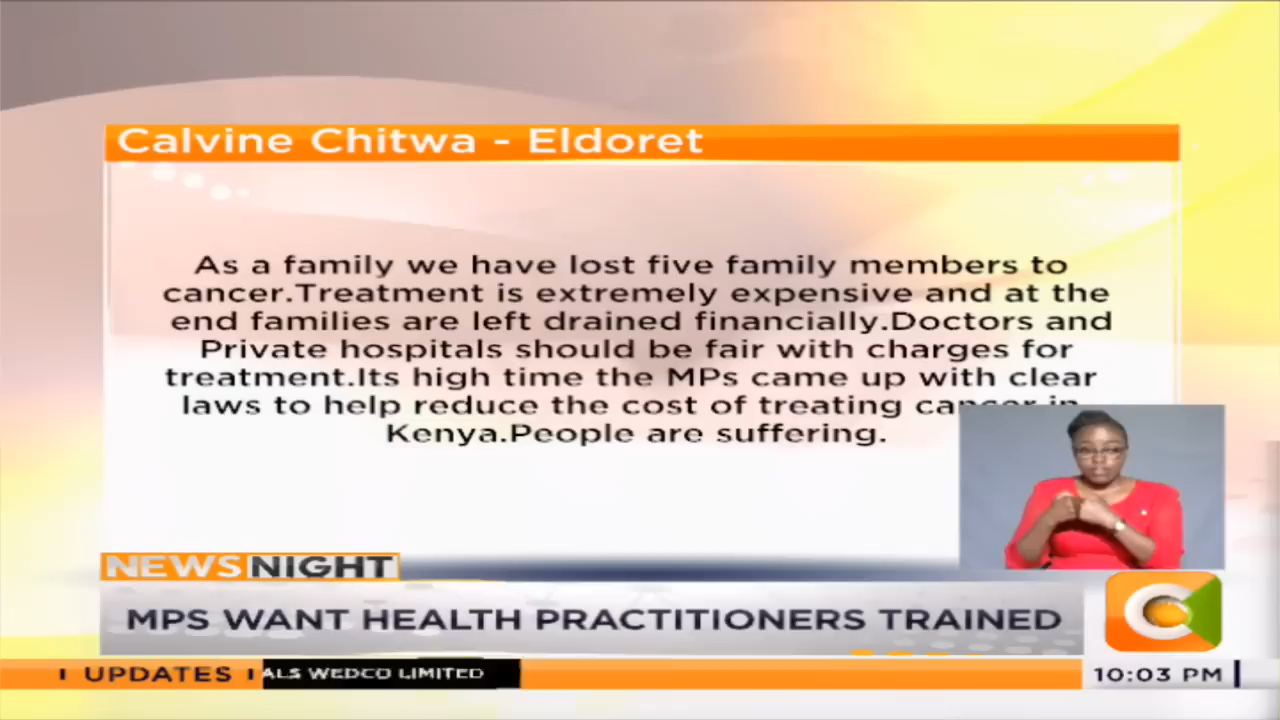 Calvine Chitwa - Eldoret
As a family we have lost five family members to
cancer.Treatment is extremely expensive and at the
end families are left drained financially.Doctors and
Private hospitals should be fair with charges for
treatment.Its high time the MPs came up with clear
laws to help reduce the cost of treating cancer in
Kenya.People are suffering.
NEWSNIGHT
MPS WANT HEALTH PRACTITIONERS TRAINED
UPDATES
ALS WEDCO LIMITED
10:03 PM